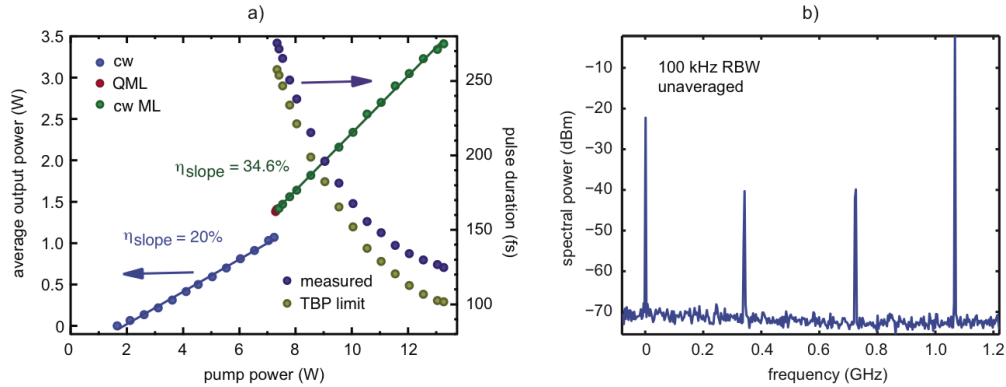 a)
3.5
3.0
2.5
2.0
1.5
1.0
0.5
0
average output power (W)
cw
QML
cw ML
ηslope = 34.6%
ηslope = 20%
measured
TBP limit
250
200
150
100
pulse duration (fs)
0
2
4
6
8
10
12
pump power (W)
b)
100 kHz RBW
unaveraged
−10
−20
−30
−40
−50
−60
−70
spectral power (dBm)
0
0.2
0.4
0.6
0.8
1.0
1.2
frequency (GHz)